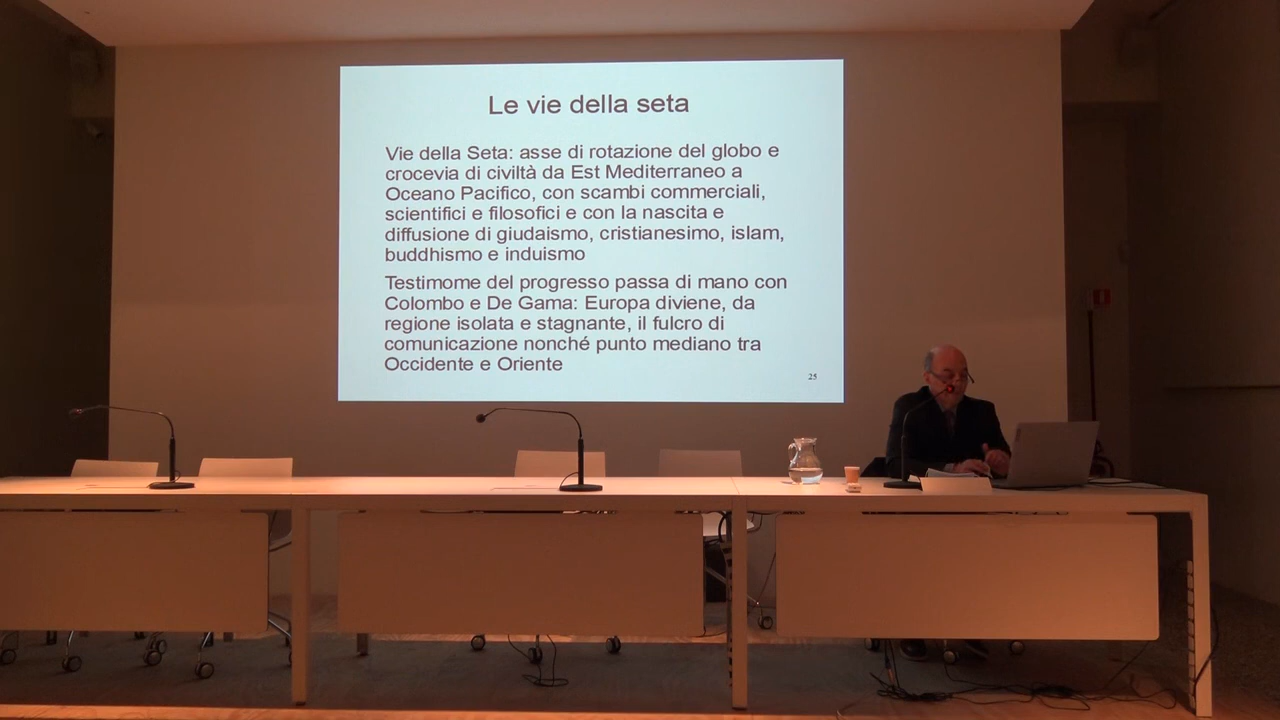 Le vie della seta
Vie della Seta: asse di rotazione del globo e
crocevia di civiltà da Est Mediterraneo a
Oceano Pacifico, con scambi commerciali,
scientifici e filosofici e con la nascita e
diffusione di giudaismo, cristianesimo, islam,
buddhismo e induismo
Testimome del progresso passa di mano con
Colombo e De Gama: Europa diviene, da
regione isolata e stagnante, il fulcro di
comunicazione nonché punto mediano tra
Occidente e Oriente
25